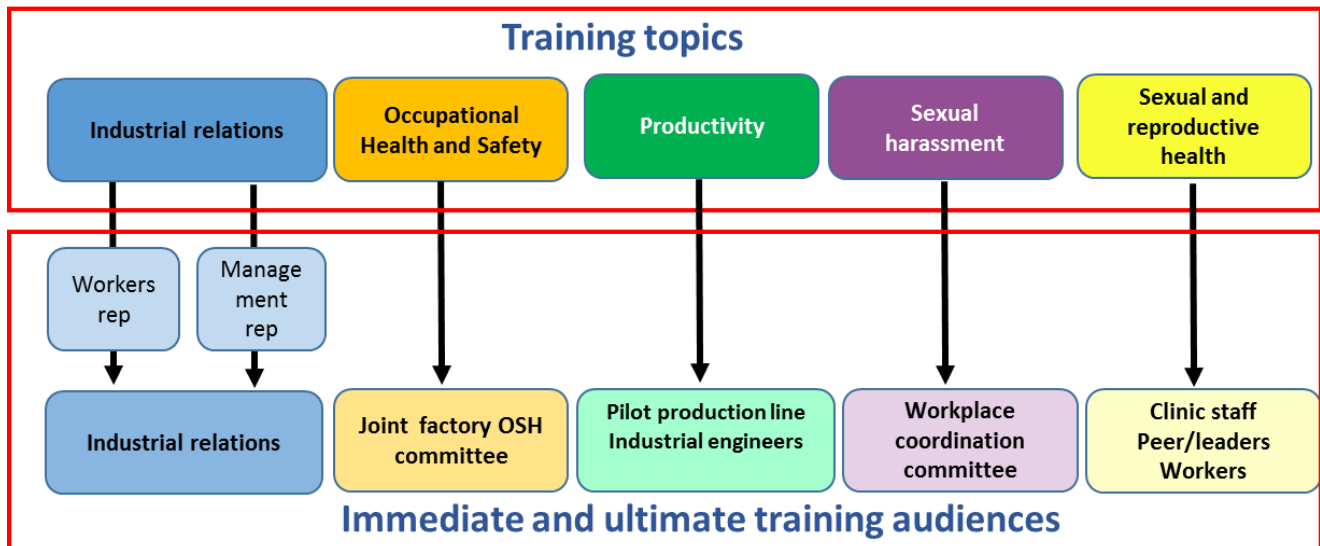 Training topics
Industrial relations
Occupational
Health and Safety
Productivity
Sexual
harassment
Sexual and
reproductive
health
Workers
rep
Manage
ment
rep
Industrial relations
Joint factory OSH
committee
Pilot production line
Industrial engineers
Workplace
coordination
committee
Clinic staff
Peer/leaders
Workers
Immediate and ultimate training audiences